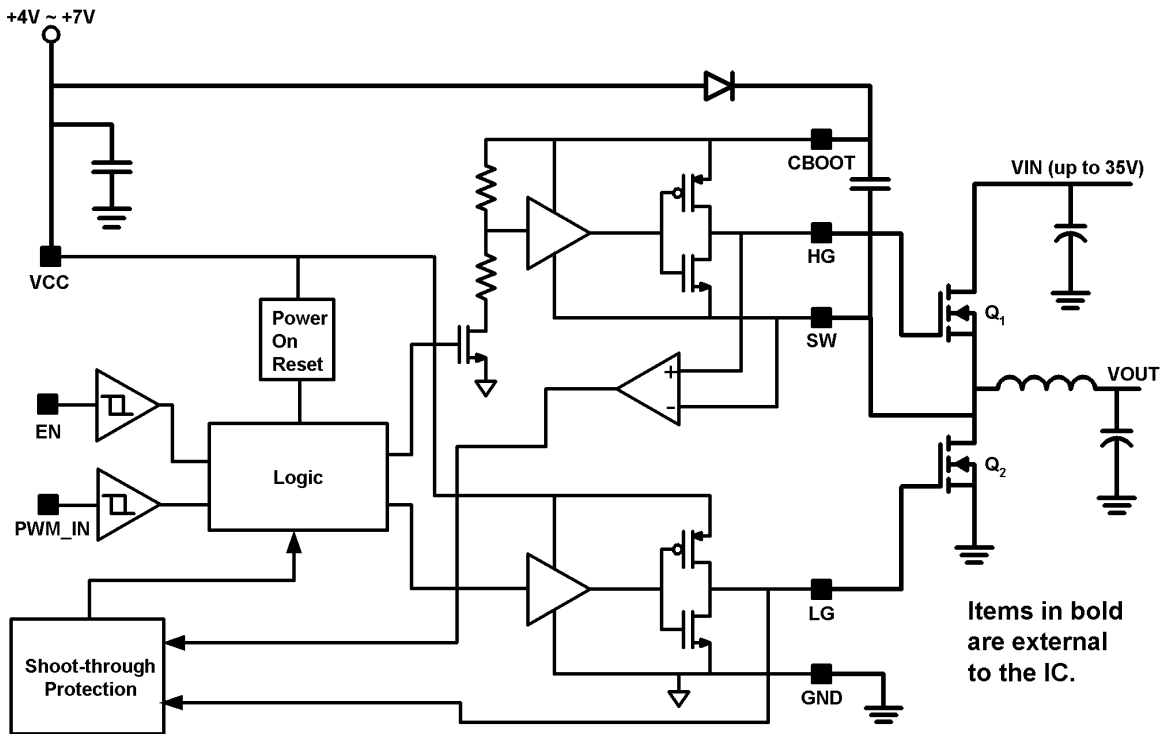 +4V ~ +7V
CBOOT
VIN (up to 35V)
HG
VCC
Power
On
Reset
SW
Q1
+
−
VOUT
EN
Logic
Q2
PWM_IN
LG
Items in bold
are external
to the IC.
Shoot-through
Protection
GND